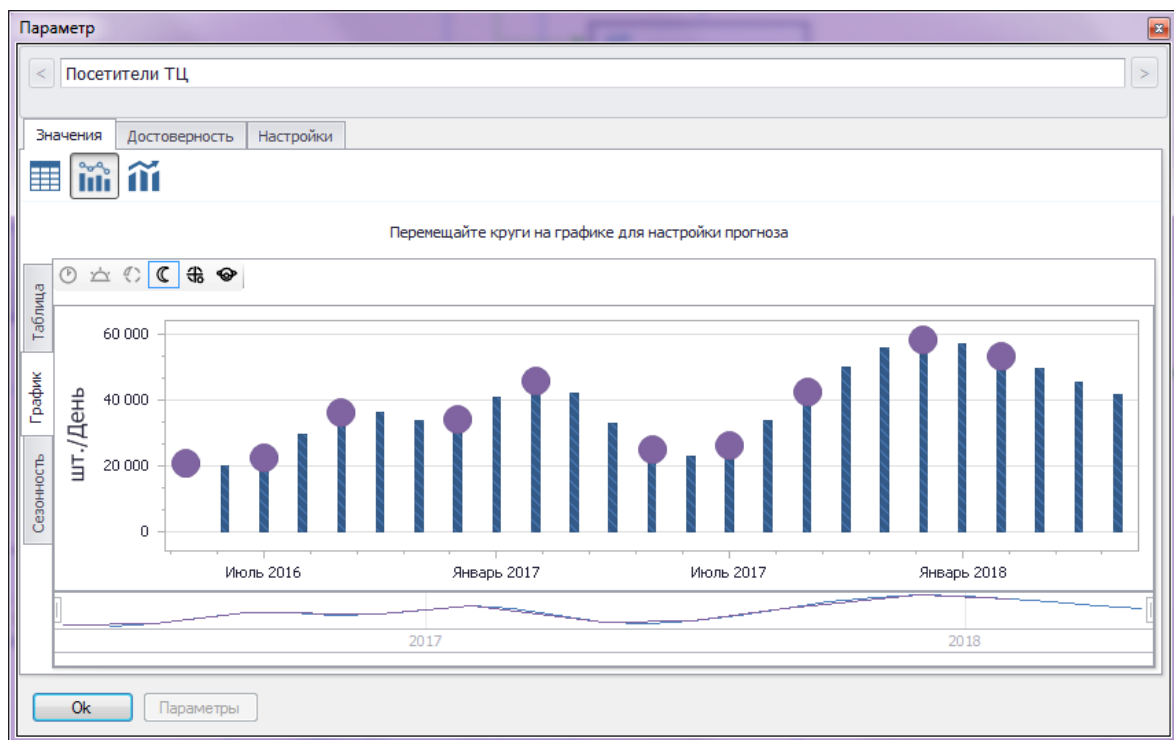 Параметр
<
Посетители ТЦ
>
Значения
Достоверность
Настройки
Перемещайте круги на графике для настройки прогноза
Таблица
График
Сезонность
шт./День
60 000
40 000
20 000
0
Июль 2016
Январь 2017
Июль 2017
Январь 2018
2017
2018
Ok
Параметры